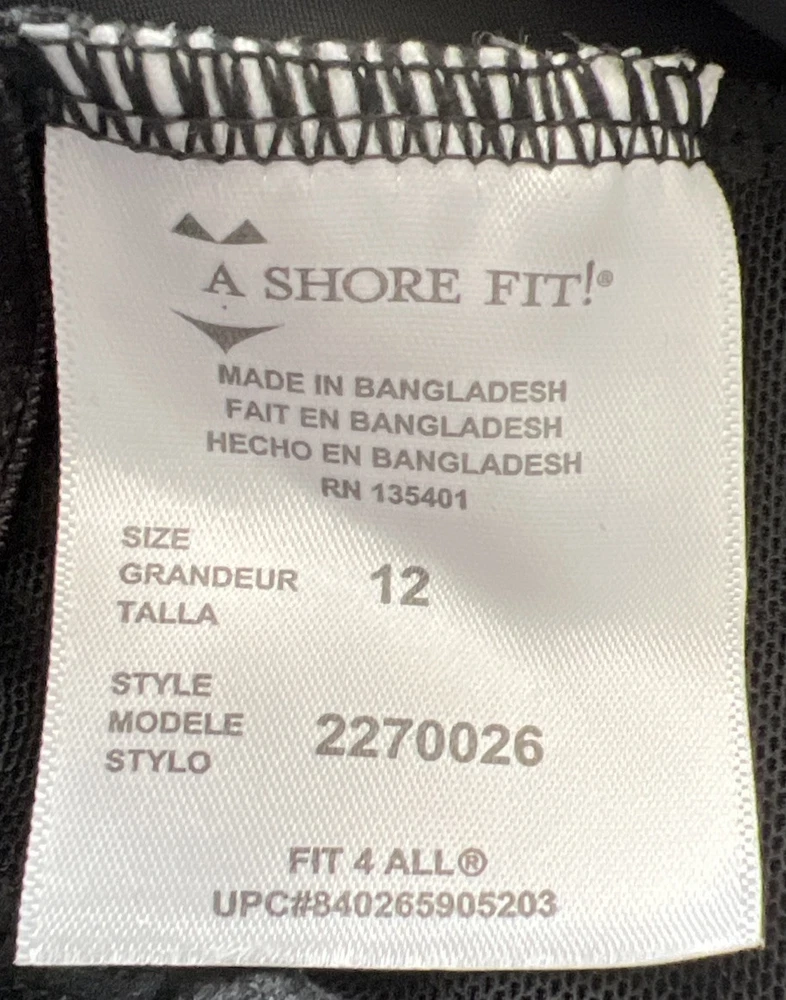 A SHORE FIT!®
MADE IN BANGLADESH
FAIT EN BANGLADESH
HECHO EN BANGLADESH
RN 135401
SIZE
GRANDEUR 12
TALLA
STYLE
MODELE 2270026
STYLO
FIT 4 ALL®
UPC#840265905203